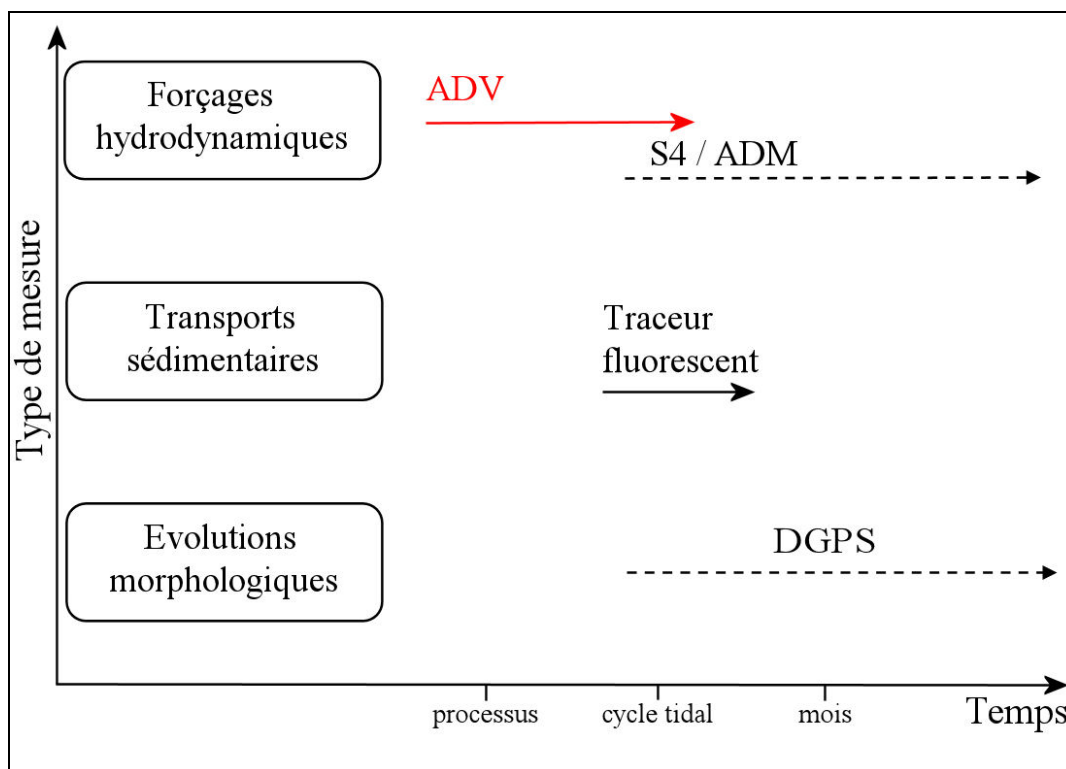 Type de mesure
Forçages
hydrodynamiques
ADV
S4 / ADM
Transports
sédimentaires
Traceur
fluorescent
Evolutions
morphologiques
DGPS
processus
cycle tidal
mois
Temps